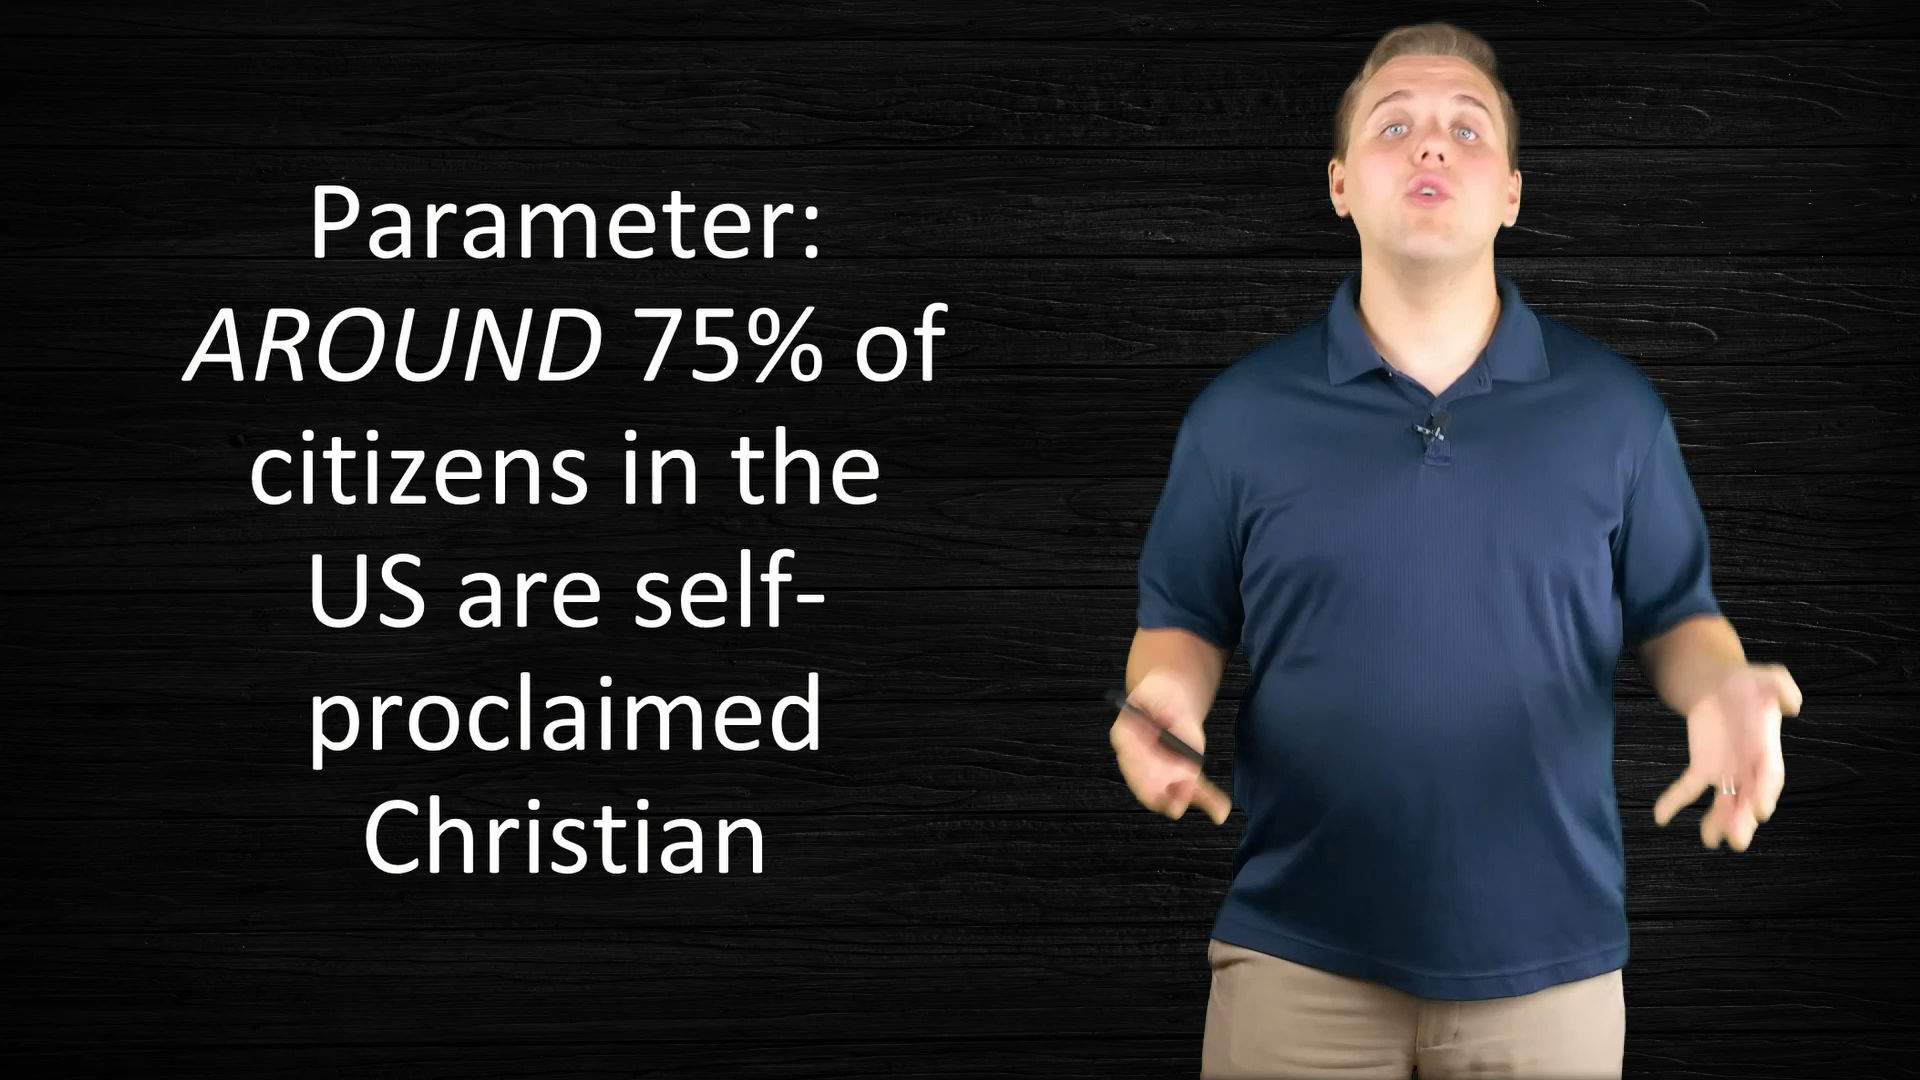 Parameter:
AROUND 75% of
citizens in the
US are self-
proclaimed
Christian